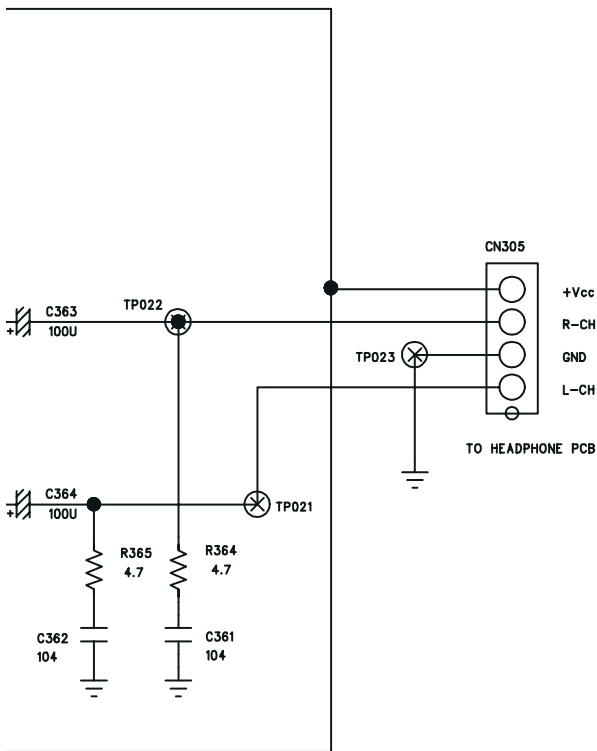 CN305
+Vcc
C363
TP022
R-CH
+
100U
TP023
GND
L-CH
TO HEADPHONE PCB
C364
+
100U
TP021
R365
4.7
R364
4.7
C362
104
C361
104